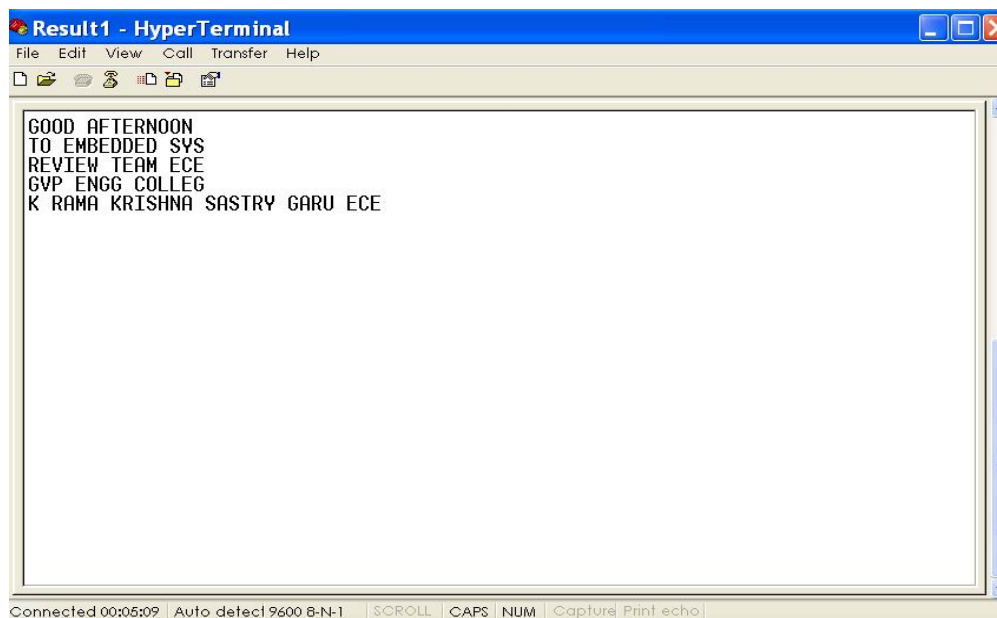 Result1 - HyperTerminal
File Edit View Call Transfer Help
GOOD AFTERNOON
TO EMBEDDED SYS
REVIEW TEAM ECE
GVP ENGG COLLEG
K RAMA KRISHNA SASTRY GARU ECE
Connected 00:05:09 Auto detect 9600 8-N-1 SCROLL CAPS NUM Capture Print echo